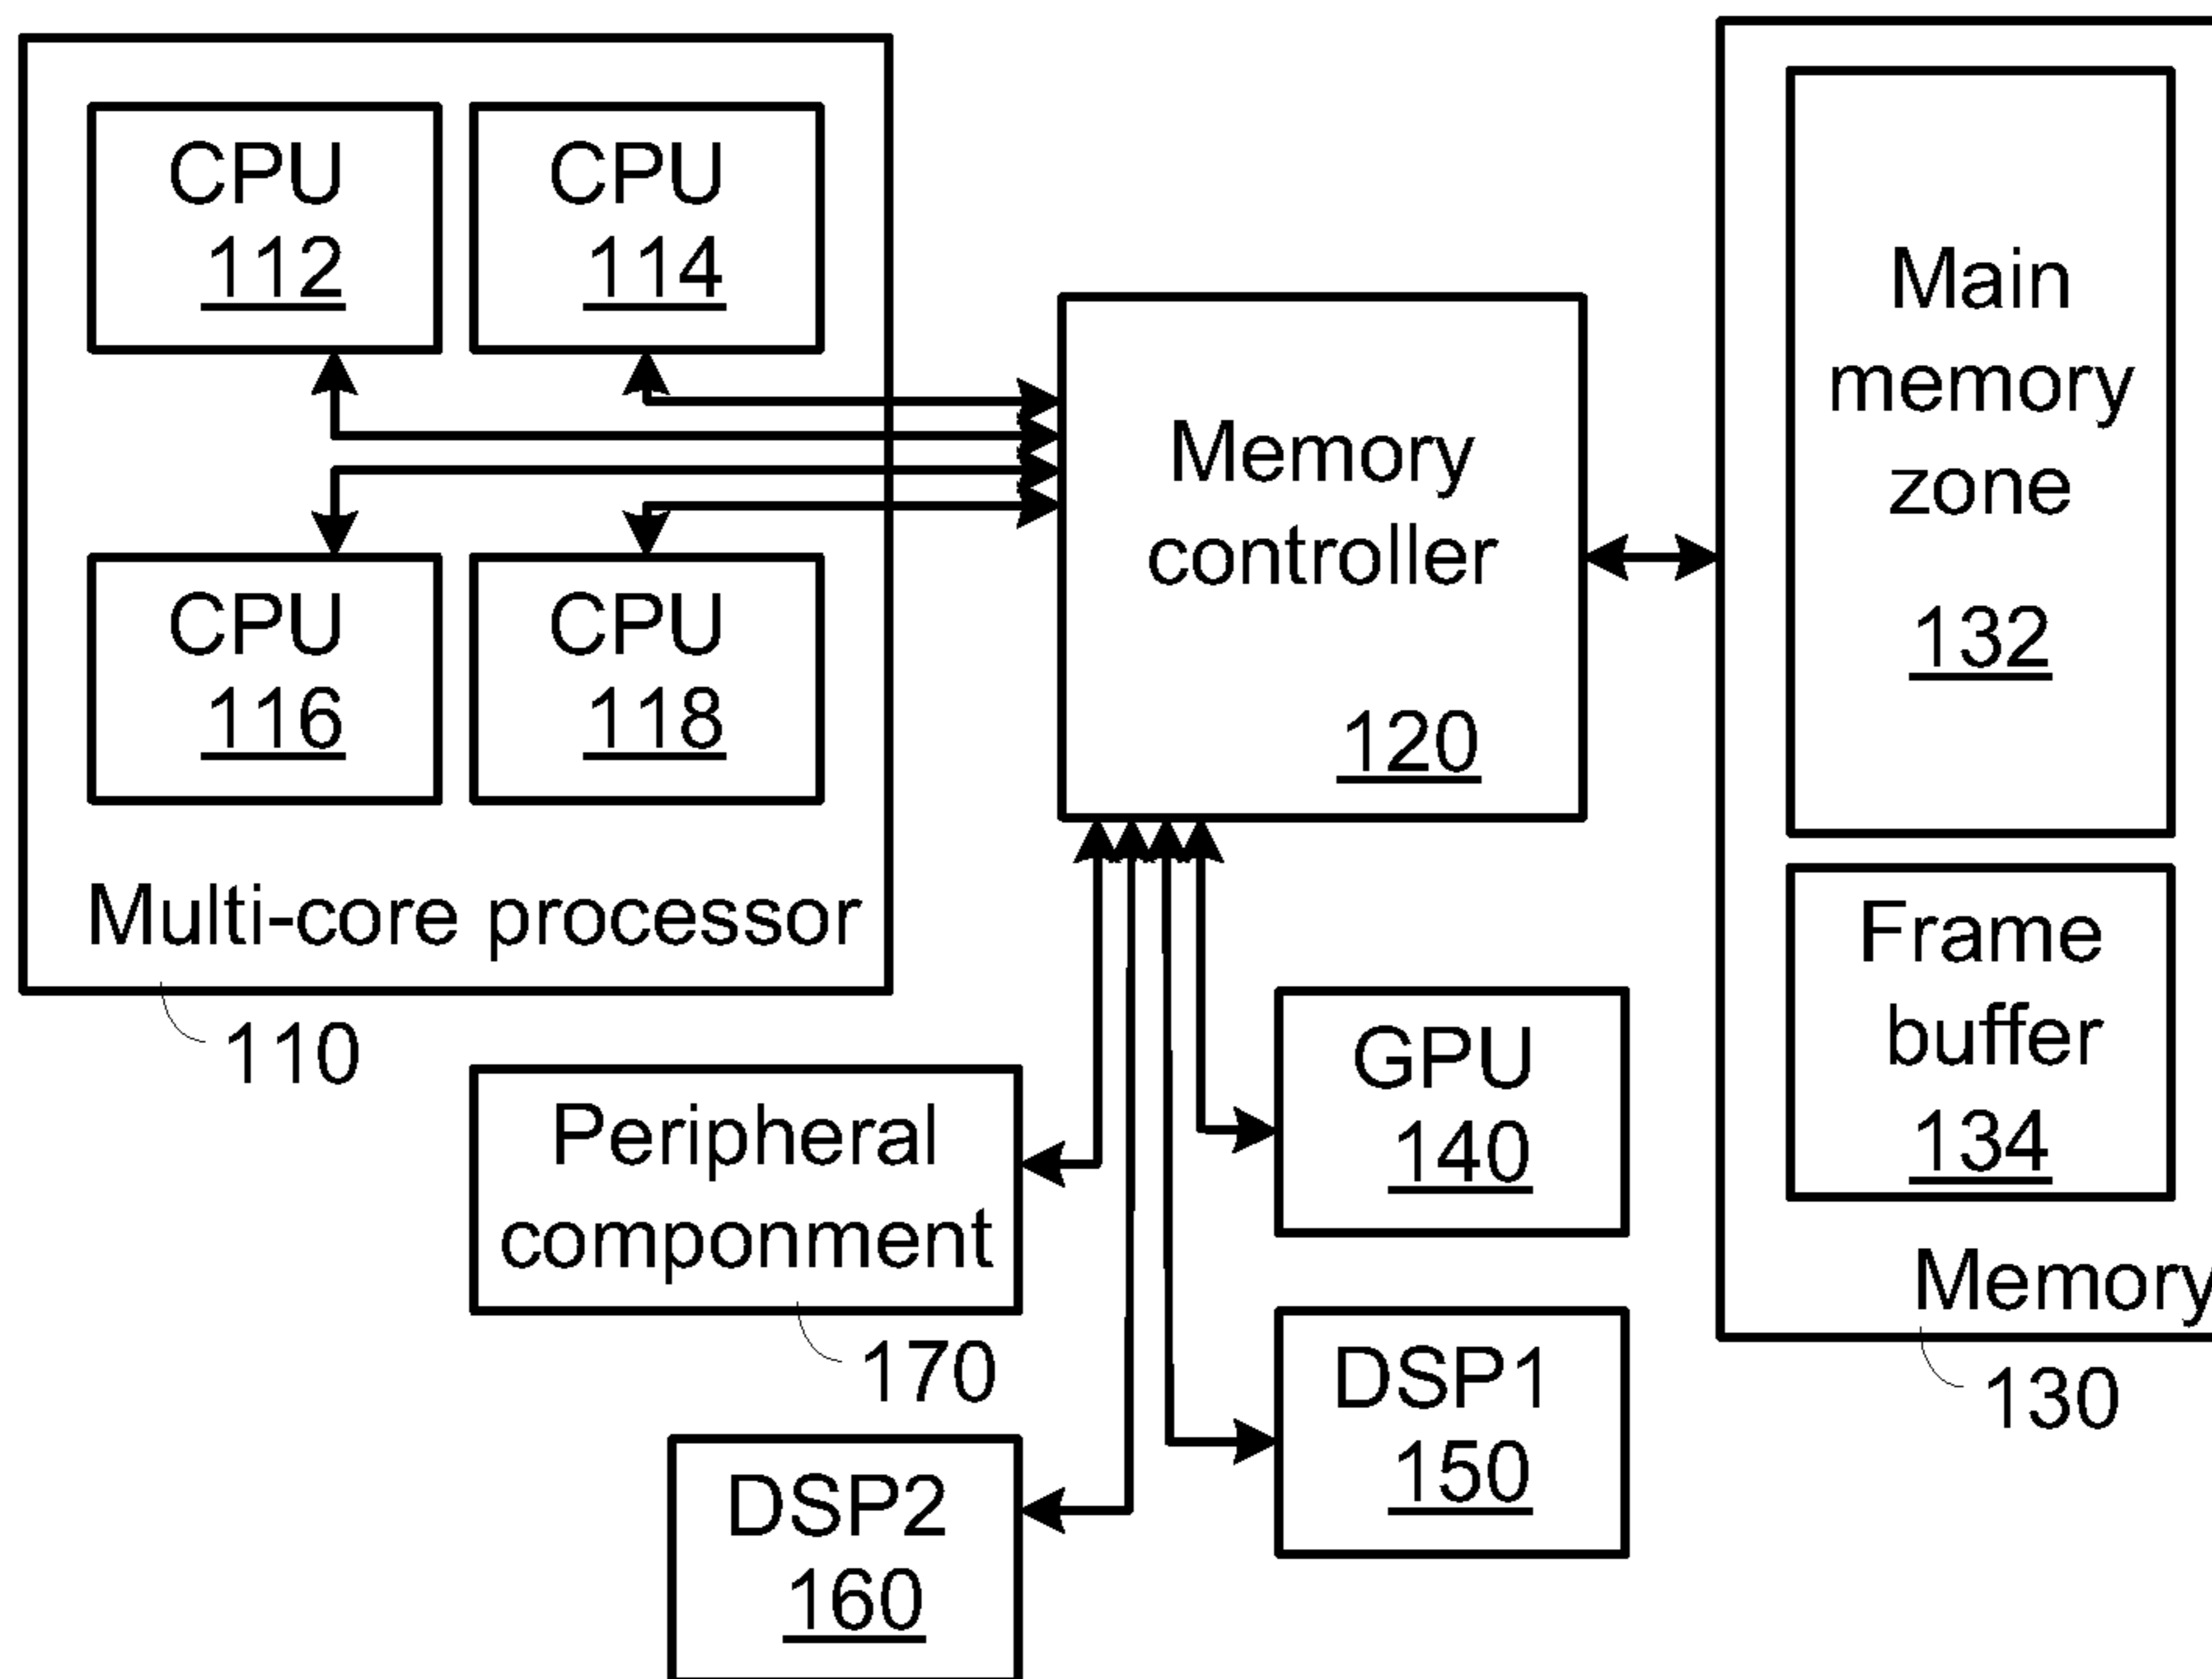 CPU
112
CPU
114
CPU
116
CPU
118
Multi-core processor
110
Memory
controller
120
Main
memory
zone
132
Frame
buffer
134
Memory
130
Peripheral
componment
170
GPU
140
DSP1
150
DSP2
160